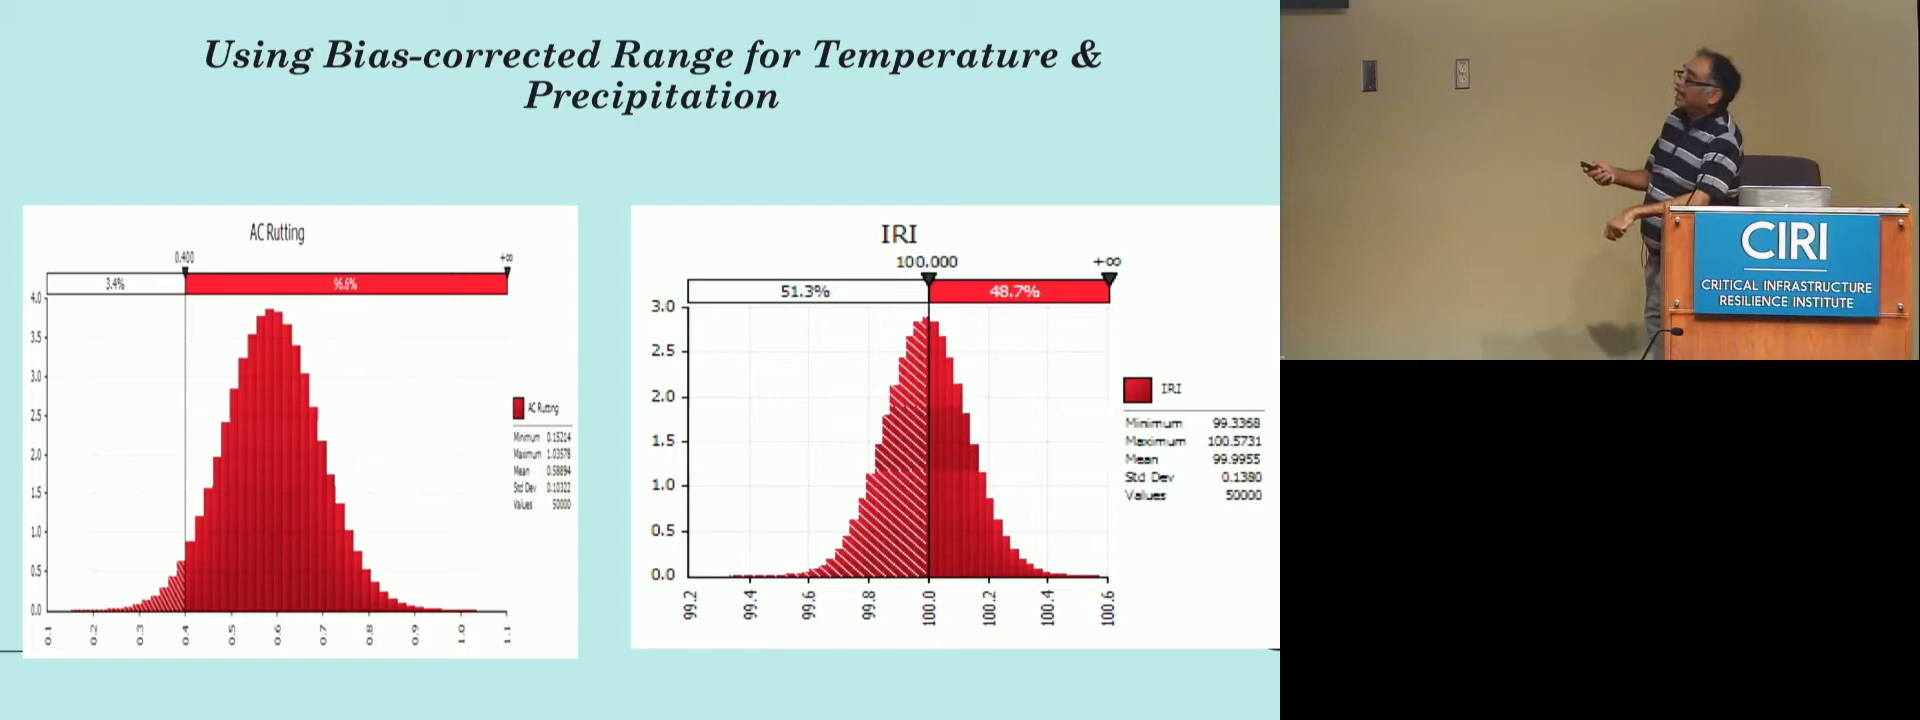 Using Bias-corrected Range for Temperature &
Precipitation
AC Rutting
0.400
+∞
3.4%
96.6%
4.0
3.5
3.0
2.5
2.0
1.5
1.0
0.5
0.0
0.1
0.2
0.3
0.4
0.5
0.6
0.7
0.8
0.9
1.0
1.1
AC Rutting
Minimum 0.15214
Maximum 1.03578
Mean 0.58894
Std Dev 0.10322
Values 50000
IRI
100.000
+∞
51.3%
48.7%
3.0
2.5
2.0
1.5
1.0
0.5
0.0
99.2
99.4
99.6
99.8
100.0
100.2
100.4
100.6
IRI
Minimum 99.3368
Maximum 100.5731
Mean 99.9955
Std Dev 0.1380
Values 50000
CIRI
CRITICAL INFRASTRUCTURE
RESILIENCE INSTITUTE